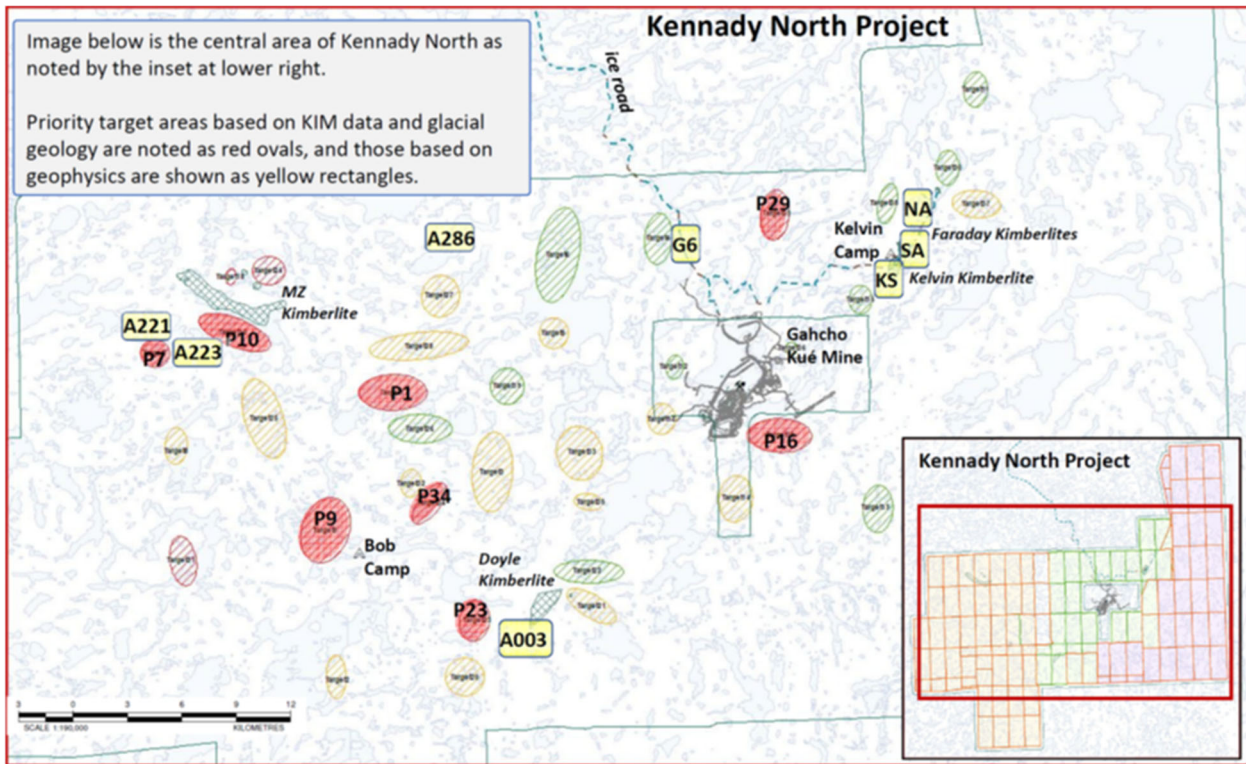 Kennady North Project
Image below is the central area of Kennady North as
noted by the inset at lower right.
Priority target areas based on KIM data and glacial
geology are noted as red ovals, and those based on
geophysics are shown as yellow rectangles.
ice road
P29
NA
A286
G6
Kelvin
Camp
SA
Faraday Kimberlites
KS
Kelvin Kimberlite
MZ
Kimberlite
A221
P10
P7
A223
Gahcho
Kué Mine
P1
P16
P34
P9
Bob
Camp
Doyle
Kimberlite
P23
A003
Kennady North Project
3 0 3 6 9 12
SCALE 1:190,000 KILOMETRES